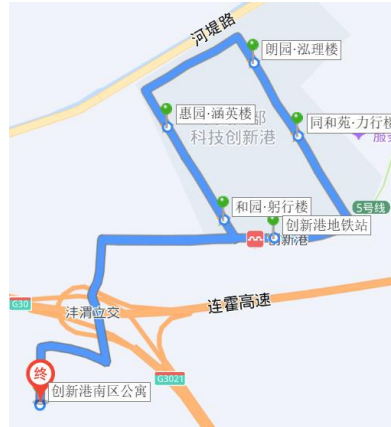 河堤路
朗园·泓理楼
惠园·涵英楼
科技创新港
同和苑·力行楼
和园·躬行楼
5号线
创新港地铁站
创新港
连霍高速
G30
沣渭立交
G3021
终
创新港南区公寓